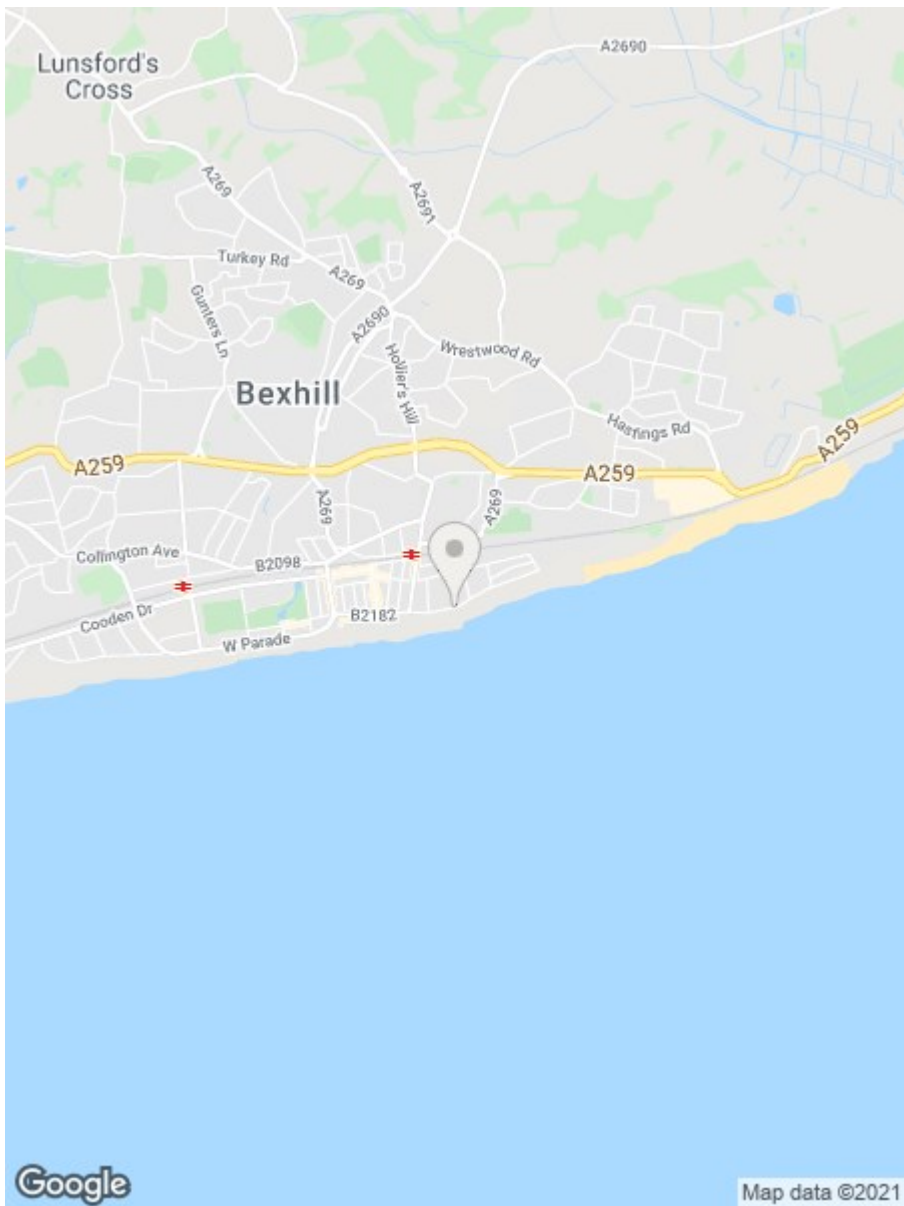 A2690
Lunsford's
Cross
A269
A2691
Turkey Rd
A269
Gunters Ln
A2690
Hollier's Hill
Wrestwood Rd
Bexhill
Hastings Rd
A259
A259
A259
A269
A269
Collington Ave
B2098
Cooden Dr
B2182
W Parade
Google
Map data ©2021